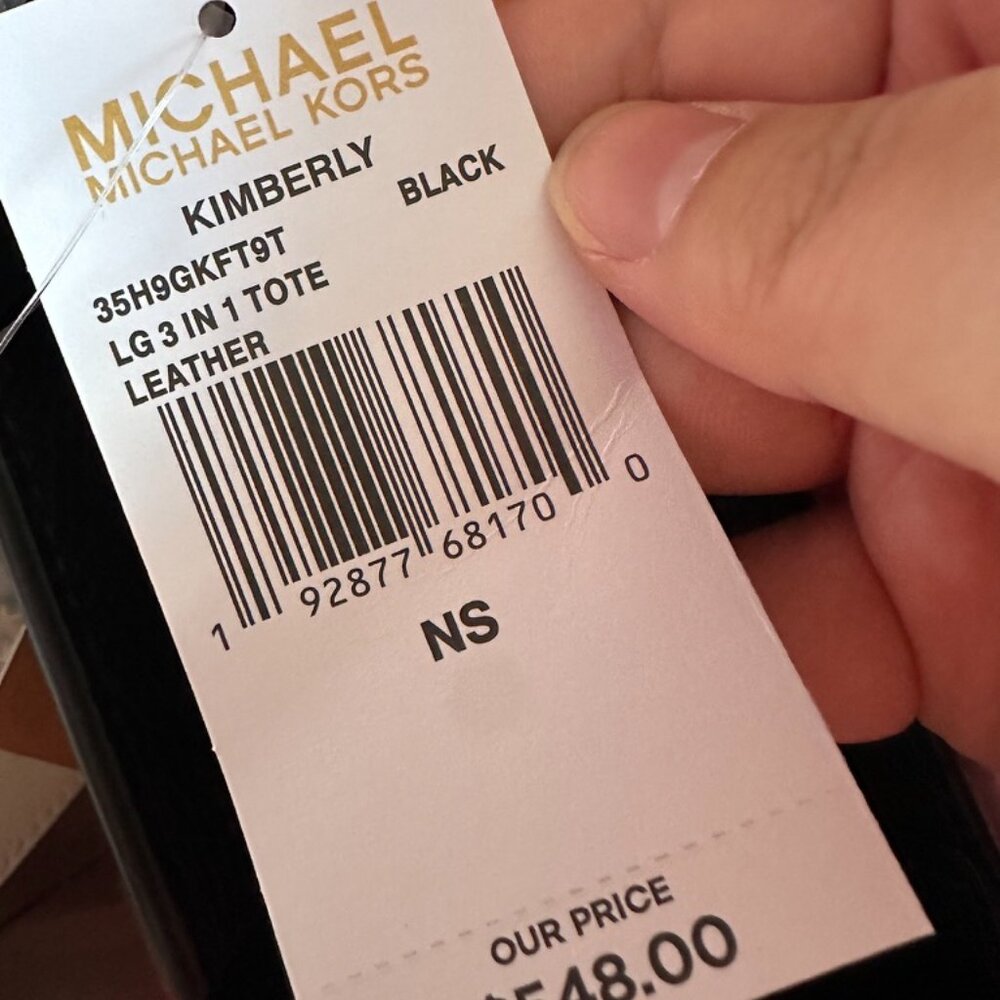 MICHAEL
MICHAEL KORS
KIMBERLY
BLACK
35H9GKFT9T
LG 3 IN 1 TOTE
LEATHER
1 92877 68170 0
NS
OUR PRICE
$548.00